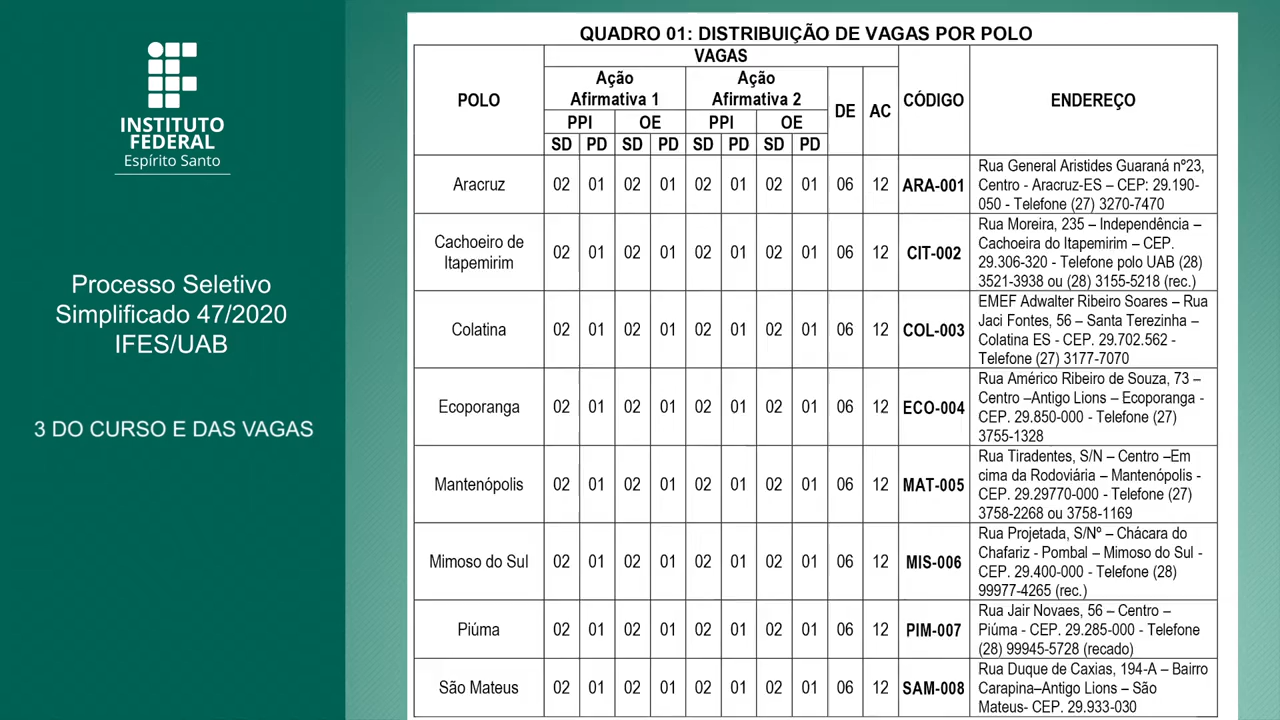 INSTITUTO
FEDERAL
Espírito Santo
Processo Seletivo
Simplificado 47/2020
IFES/UAB
3 DO CURSO E DAS VAGAS
QUADRO 01: DISTRIBUIÇÃO DE VAGAS POR POLO
POLO VAGAS CÓDIGO ENDEREÇO
Ação Afirmativa 1 Ação Afirmativa 2 DE AC
PPI OE PPI OE
SD PD SD PD SD PD SD PD
Aracruz 02 01 02 01 02 01 02 01 06 12 ARA-001
Rua General Aristides Guaraná nº23,
Centro - Aracruz-ES – CEP: 29.190-
050 - Telefone (27) 3270-7470
Cachoeiro de
Itapemirim
02 01 02 01 02 01 02 01 06 12 CIT-002
Rua Moreira, 235 – Independência –
Cachoeira do Itapemirim – CEP.
29.306-320 - Telefone polo UAB (28)
3521-3938 ou (28) 3155-5218 (rec.)
Colatina 02 01 02 01 02 01 02 01 06 12 COL-003
EMEF Adwalter Ribeiro Soares – Rua
Jaci Fontes, 56 – Santa Terezinha –
Colatina ES - CEP. 29.702.562 -
Telefone (27) 3177-7070
Ecoporanga 02 01 02 01 02 01 02 01 06 12 ECO-004
Rua Américo Ribeiro de Souza, 73 –
Centro –Antigo Lions – Ecoporanga -
CEP. 29.850-000 - Telefone (27)
3755-1328
Mantenópolis 02 01 02 01 02 01 02 01 06 12 MAT-005
Rua Tiradentes, S/N – Centro –Em
cima da Rodoviária – Mantenópolis -
CEP. 29.29770-000 - Telefone (27)
3758-2268 ou 3758-1169
Mimoso do Sul 02 01 02 01 02 01 02 01 06 12 MIS-006
Rua Projetada, S/Nº – Chácara do
Chafariz - Pombal – Mimoso do Sul -
CEP. 29.400-000 - Telefone (28)
99977-4265 (rec.)
Piúma 02 01 02 01 02 01 02 01 06 12 PIM-007
Rua Jair Novaes, 56 – Centro –
Piúma - CEP. 29.285-000 - Telefone
(28) 99945-5728 (recado)
São Mateus 02 01 02 01 02 01 02 01 06 12 SAM-008
Rua Duque de Caxias, 194-A – Bairro
Carapina–Antigo Lions – São
Mateus- CEP. 29.933-030